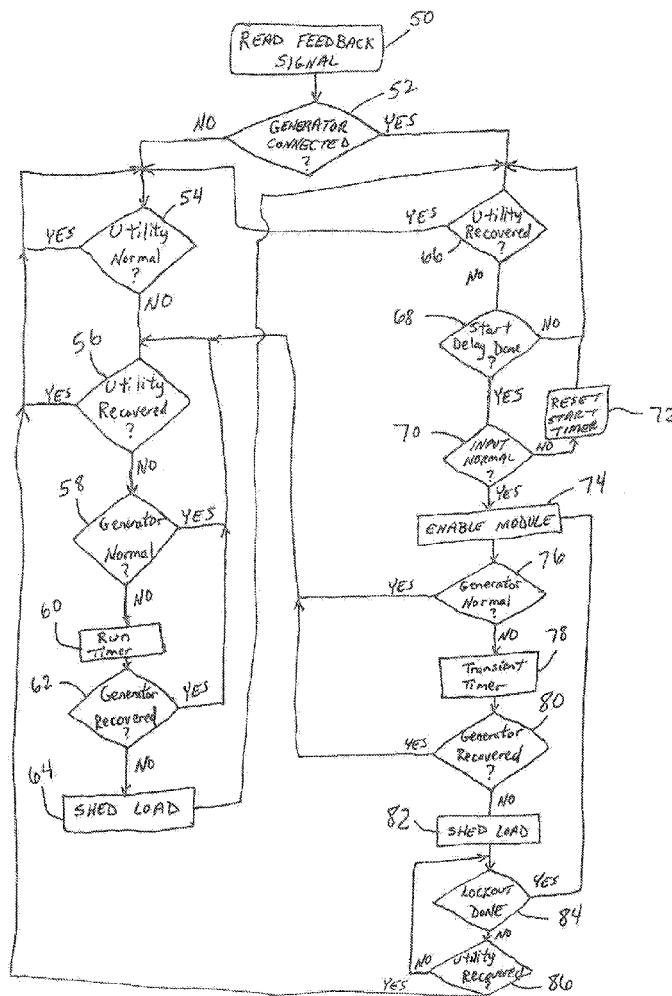 READ FEEDBACK
SIGNAL
50
52
GENERATOR
CONNECTED
?
NO
YES
54
Utility
Normal
?
YES
NO
Utility
Recovered
?
66
YES
NO
56
Utility
Recovered
?
YES
NO
68
Start
Delay Done
?
NO
YES
RESET
START
TIMER
72
70
INPUT
NORMAL
?
NO
YES
58
Generator
Normal
?
YES
NO
74
ENABLE MODULE
76
Generator
Normal
?
YES
NO
60
Run
Timer
78
Transient
Timer
62
Generator
Recovered
?
YES
NO
80
Generator
Recovered
?
YES
NO
64
SHED LOAD
82
SHED LOAD
LOCKOUT
DONE
YES
84
NO
Utility
Recovered
?
NO
YES
86